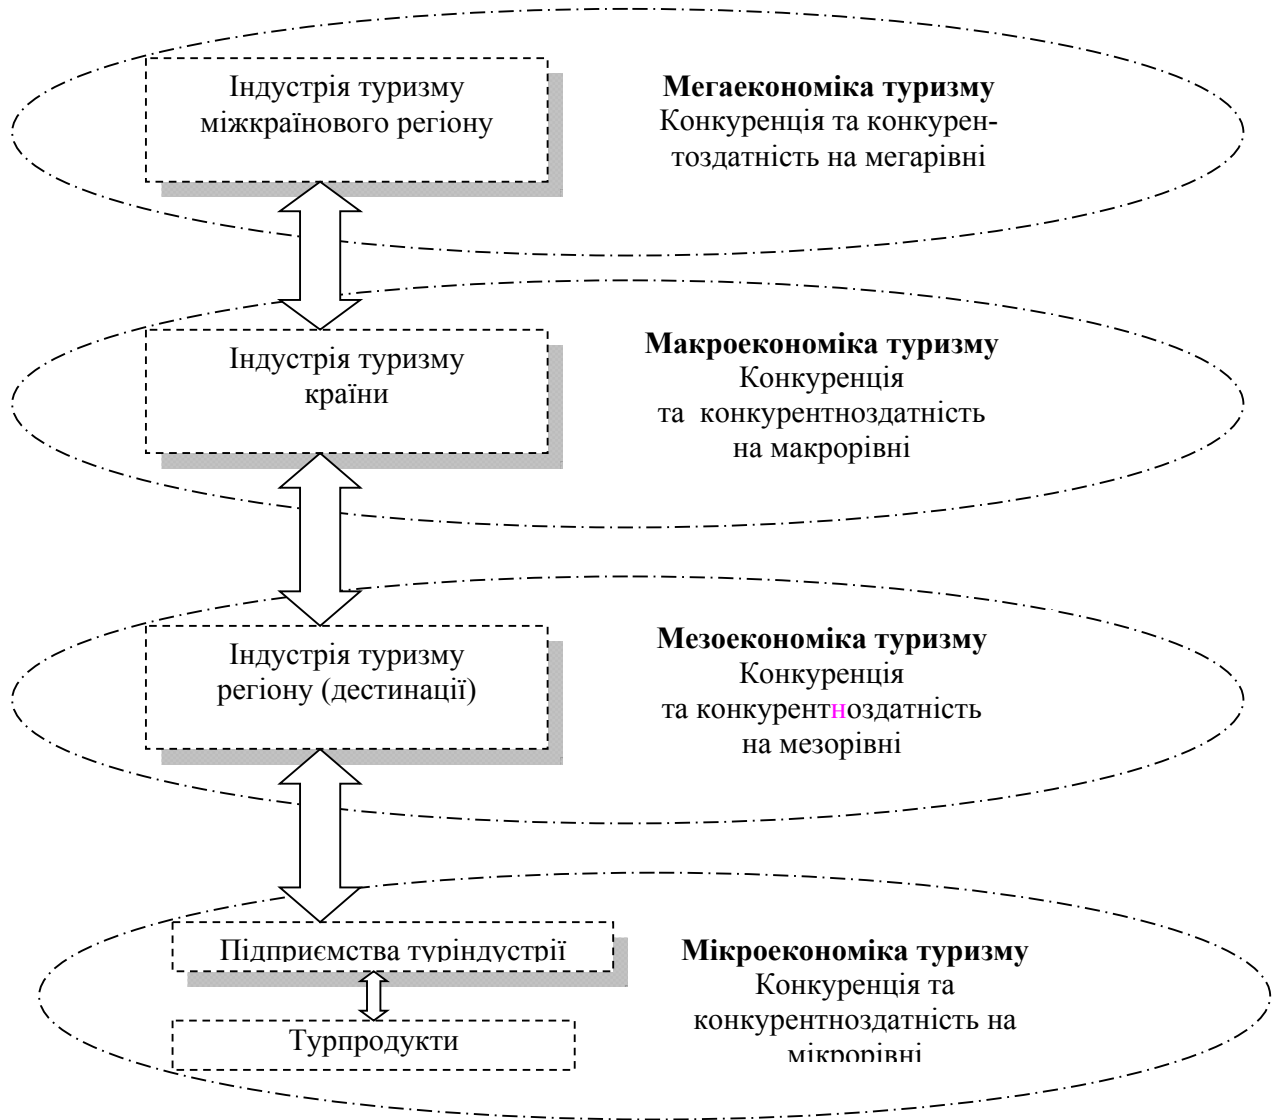 Індустрія туризму
міжкраїнового регіону
Мегаекономіка туризму
Конкуренція та конкурен-
тоздатність на мегарівні
Індустрія туризму
країни
Макроекономіка туризму
Конкуренція
та конкурентноздатність
на макрорівні
Індустрія туризму
регіону (дестинації)
Мезоекономіка туризму
Конкуренція
та конкурентноздатність
на мезорівні
Підприємства туріндустрії
Турпродукти
Мікроекономіка туризму
Конкуренція та
конкурентноздатність на
мікрорівні